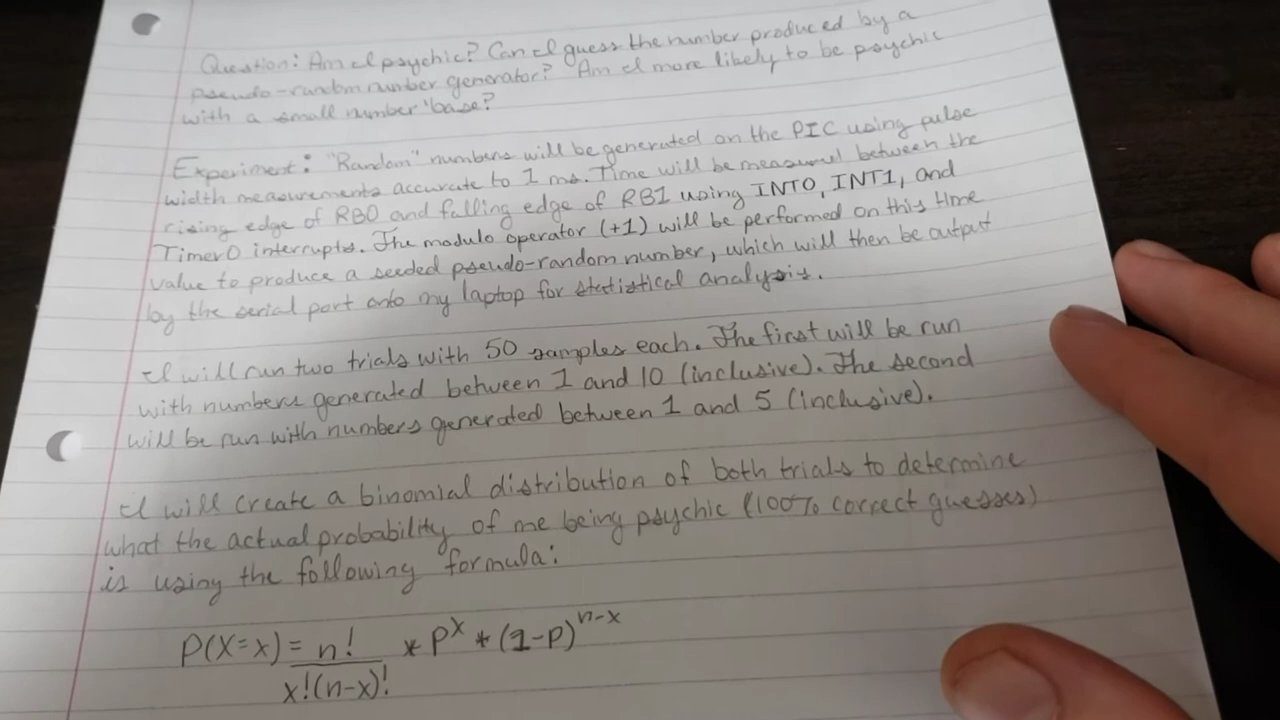 Question: Am I psychic? Can I guess the number produced by a
pseudo-random number generator? Am I more likely to be psychic
with a small number 'base?
Experiment: "Random" numbers will be generated on the PIC using pulse
width measurements accurate to 1 ms. Time will be measured between the
rising edge of RB0 and falling edge of RB1 using INT0, INT1, and
Timer0 interrupts. The modulo operator (+1) will be performed on this time
value to produce a seeded pseudo-random number, which will then be output
by the serial port onto my laptop for statistical analysis.
I will run two trials with 50 samples each. The first will be run
with numbers generated between 1 and 10 (inclusive). The second
will be run with numbers generated between 1 and 5 (inclusive).
I will create a binomial distribution of both trials to determine
what the actual probability of me being psychic (100% correct guesses)
is using the following formula:
P(X=x) = n! * p^x * (1-p)^n-x
x!(n-x)!